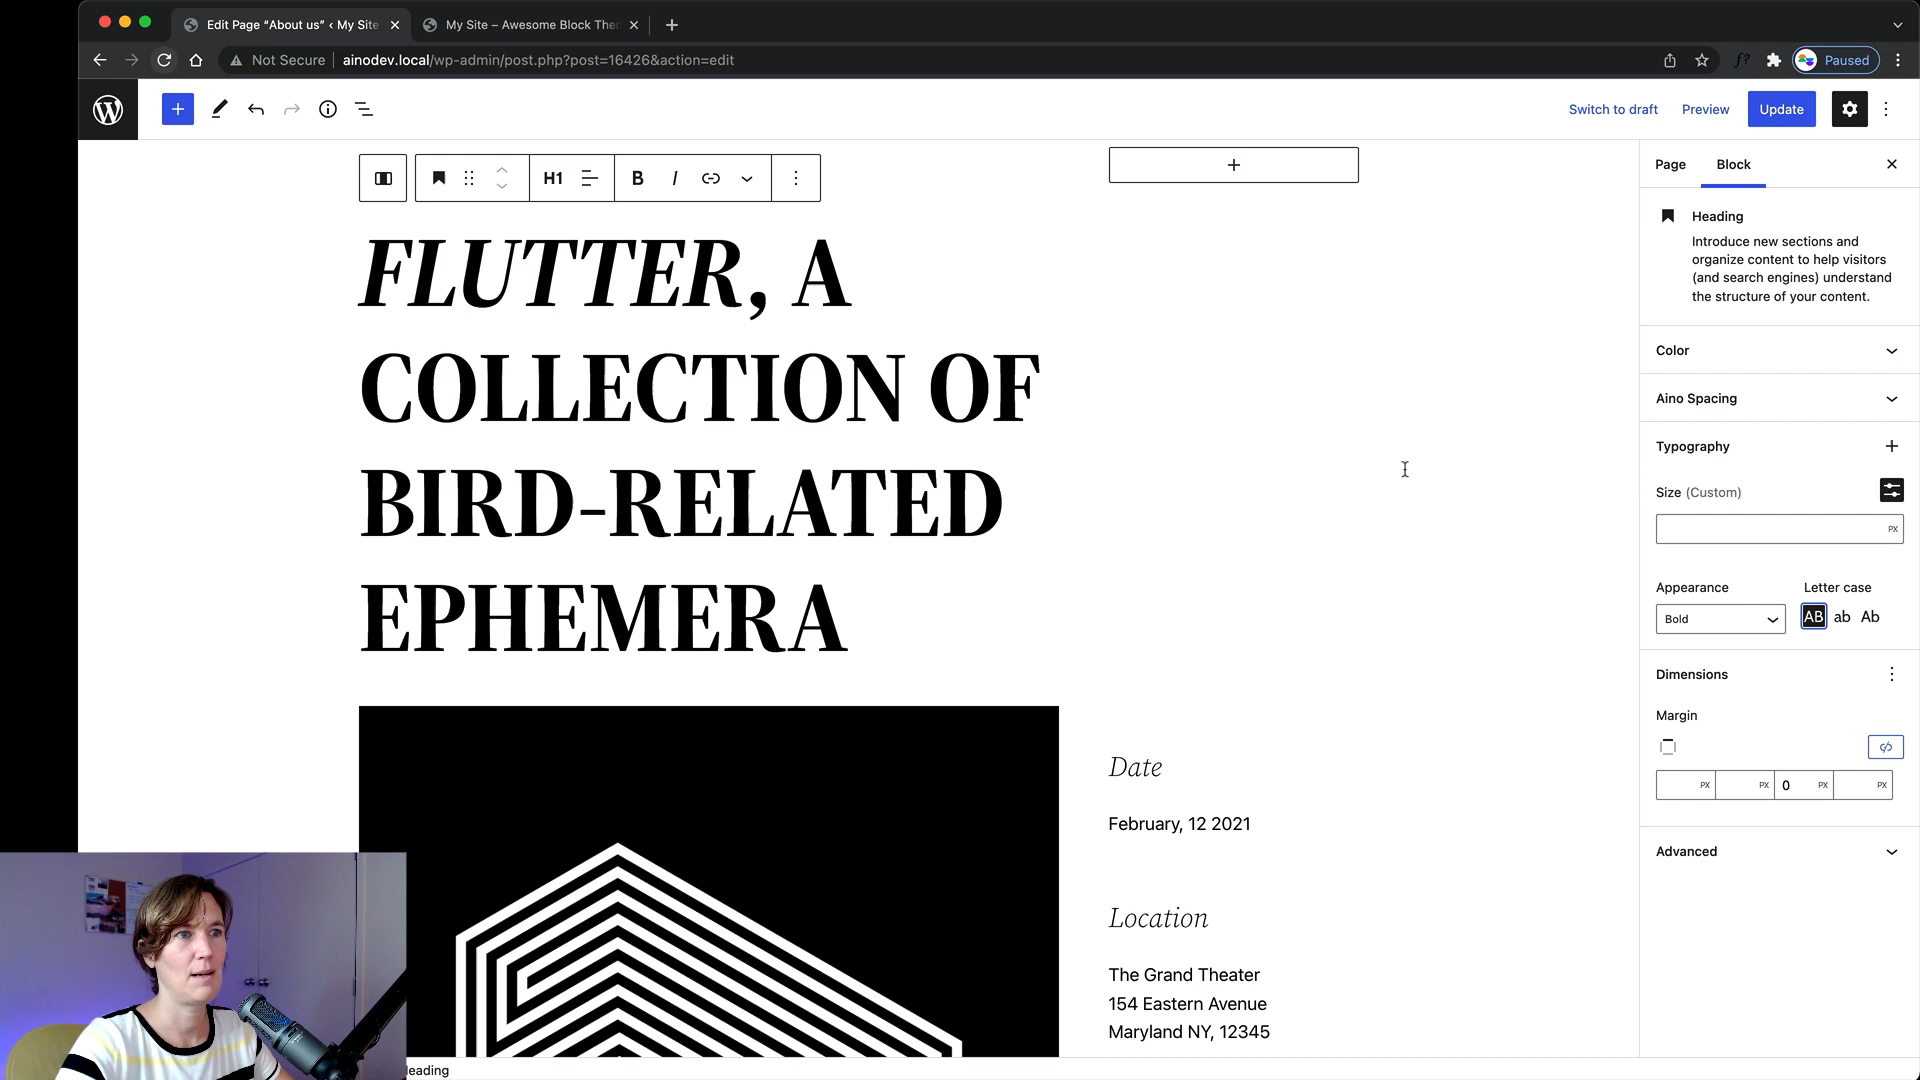 Edit Page “About us” ‹ My Site
My Site – Awesome Block The
Not Secure
ainodev.local/wp-admin/post.php?post=16426&action=edit
f?
Paused
Switch to draft
Preview
Update
H1
B
I
Page
Block
Heading
Introduce new sections and
organize content to help visitors
(and search engines) understand
the structure of your content.
Color
Aino Spacing
Typography
Size (Custom)
PX
Appearance
Letter case
Bold
AB ab Ab
Dimensions
Margin
PX
PX
0 PX
PX
Advanced
FLUTTER, A
COLLECTION OF
BIRD-RELATED
EPHEMERA
Date
February, 12 2021
Location
The Grand Theater
154 Eastern Avenue
Maryland NY, 12345
eading